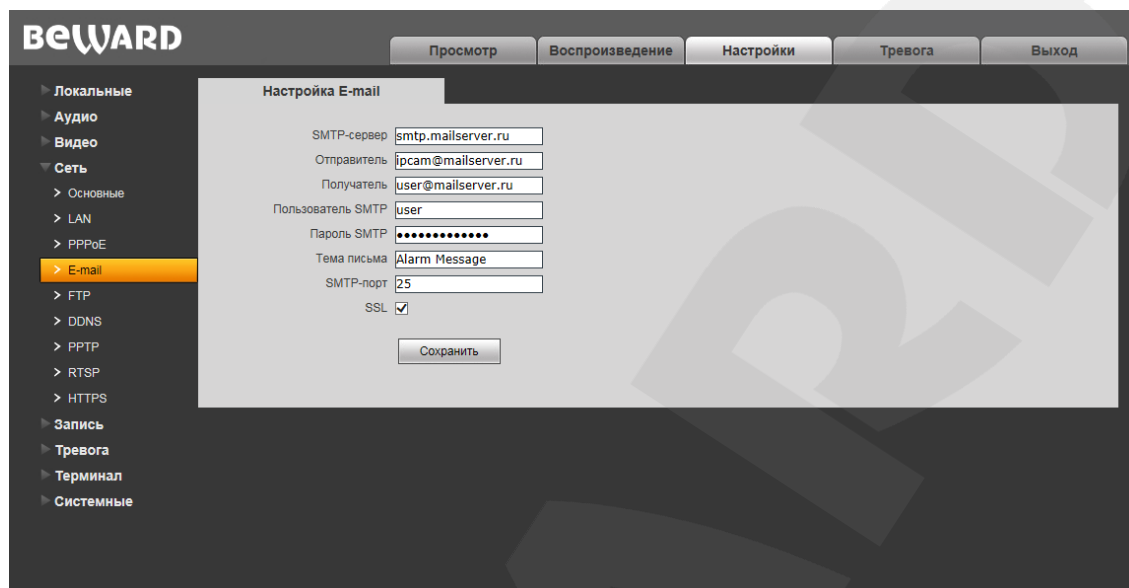 BEWARD
Просмотр
Воспроизведение
Настройки
Тревога
Выход
Локальные
Аудио
Видео
Сеть
Основные
LAN
PPPoE
E-mail
FTP
DDNS
PPTP
RTSP
HTTPS
Запись
Тревога
Терминал
Системные
Настройка E-mail
SMTP-сервер smtp.mailserver.ru
Отправитель ipcam@mailserver.ru
Получатель user@mailserver.ru
Пользователь SMTP user
Пароль SMTP •••••••••••••
Тема письма Alarm Message
SMTP-порт 25
SSL
Сохранить